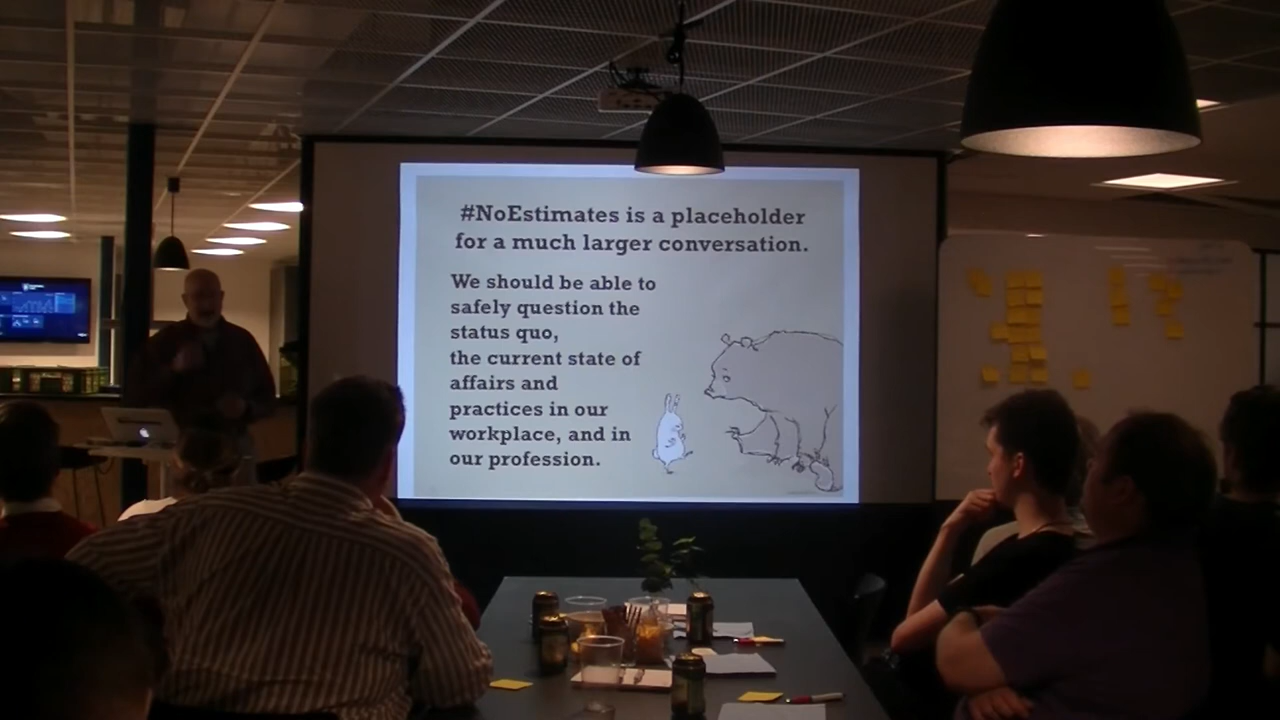 #NoEstimates is a placeholder
for a much larger conversation.
We should be able to
safely question the
status quo,
the current state of
affairs and
practices in our
workplace, and in
our profession.